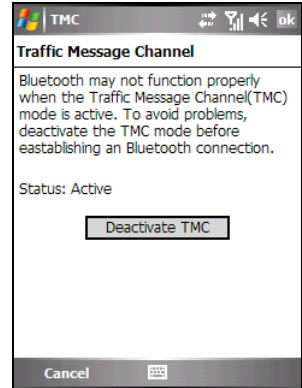 TMC
ok
Traffic Message Channel
Bluetooth may not function properly
when the Traffic Message Channel(TMC)
mode is active. To avoid problems,
deactivate the TMC mode before
eastablishing an Bluetooth connection.
Status: Active
Deactivate TMC
Cancel